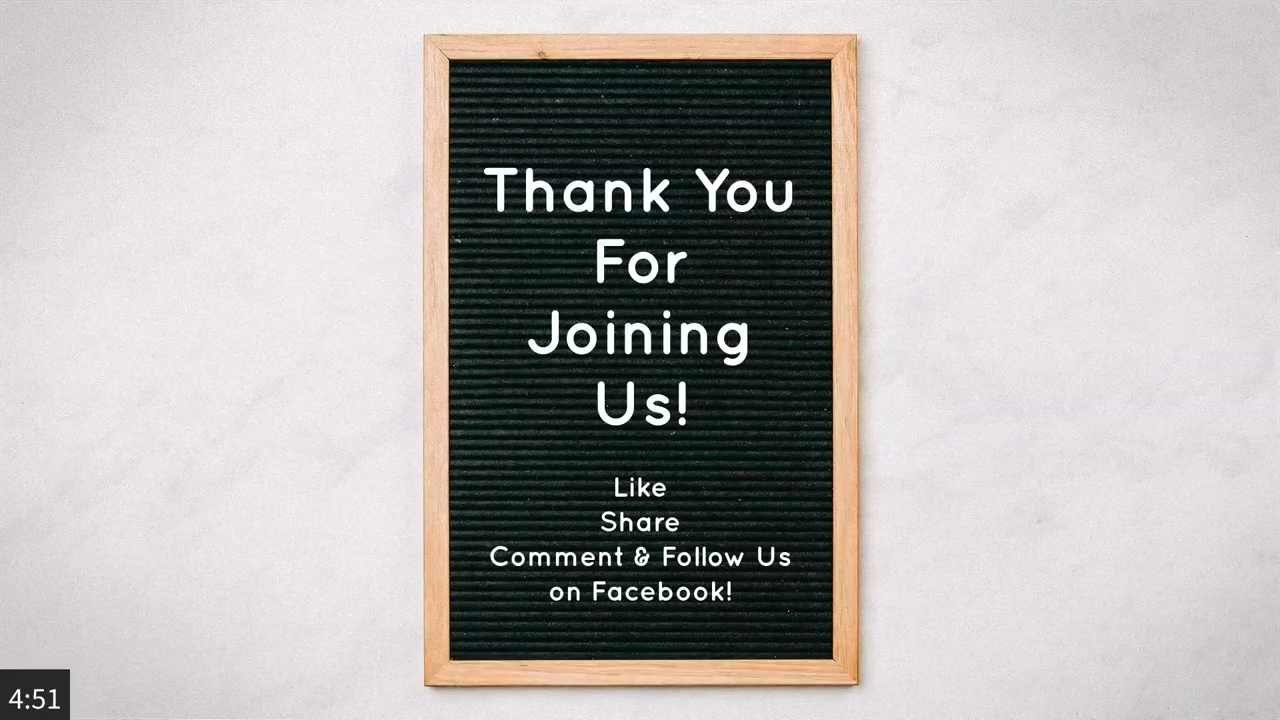 Thank You
For
Joining
Us!
Like
Share
Comment & Follow Us
on Facebook!
4:51